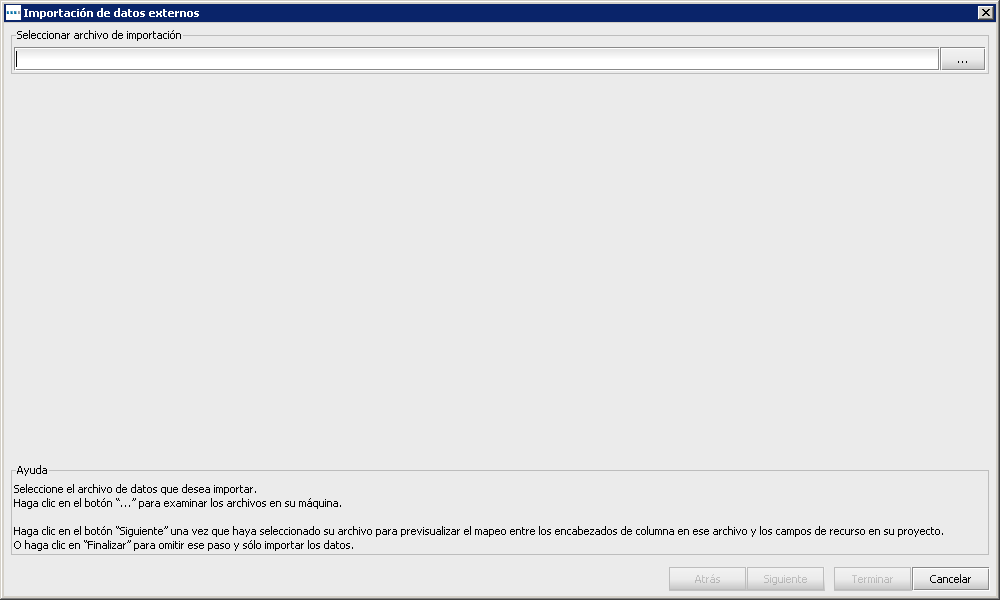 Importación de datos externos
Seleccionar archivo de importación
...
Ayuda
Seleccione el archivo de datos que desea importar.
Haga clic en el botón “...” para examinar los archivos en su máquina.
Haga clic en el botón “Siguiente” una vez que haya seleccionado su archivo para previsualizar el mapeo entre los encabezados de columna en ese archivo y los campos de recurso en su proyecto.
O haga clic en “Finalizar” para omitir ese paso y sólo importar los datos.
Atrás Siguiente Terminar Cancelar